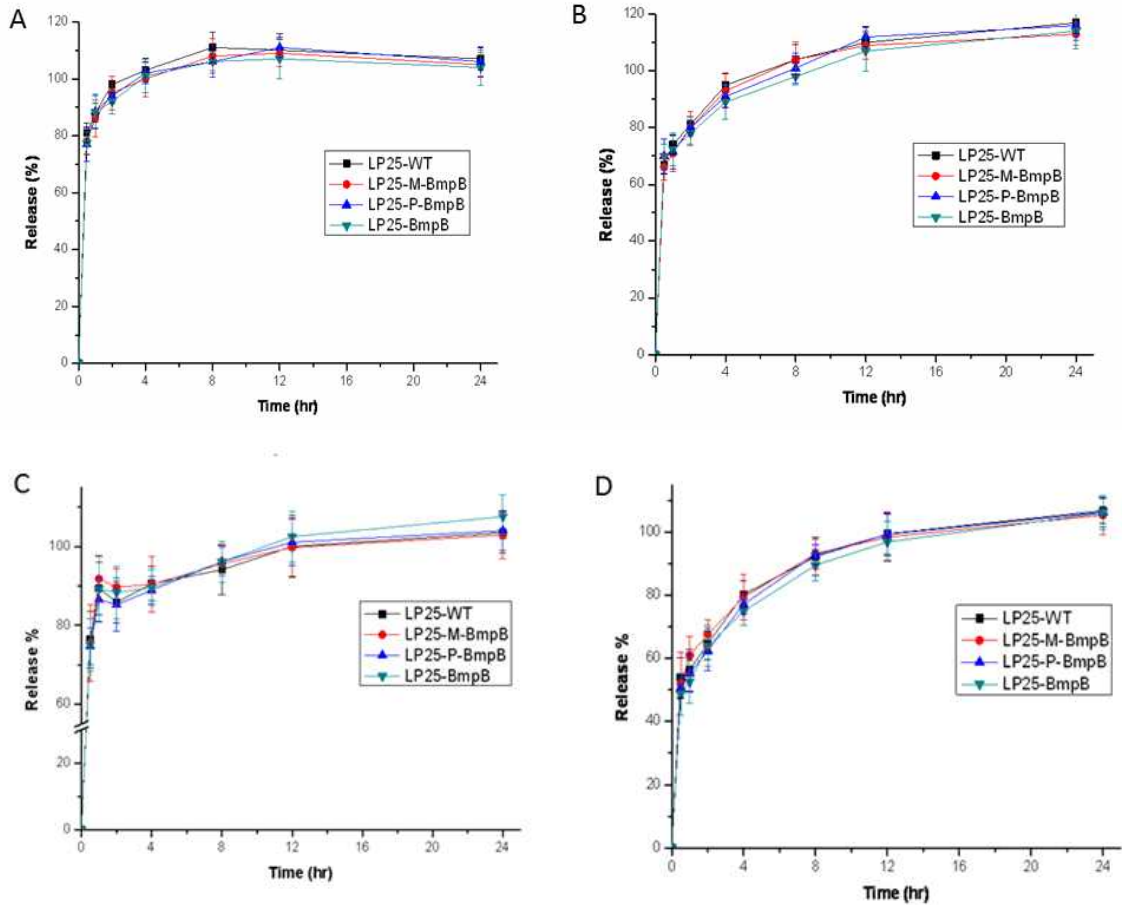 A
Release (%)
120
100
80
60
40
20
0
LP25-WT
LP25-M-BmpB
LP25-P-BmpB
LP25-BmpB
0 4 8 12 16 20 24
Time (hr)
B
Release (%)
120
100
80
60
40
20
0
LP25-WT
LP25-M-BmpB
LP25-P-BmpB
LP25-BmpB
0 4 8 12 16 20 24
Time (hr)
C
Release %
100
80
60
20
0
LP25-WT
LP25-M-BmpB
LP25-P-BmpB
LP25-BmpB
0 4 8 12 16 20 24
Time (hr)
D
Release %
100
80
60
40
20
0
LP25-WT
LP25-M-BmpB
LP25-P-BmpB
LP25-BmpB
0 4 8 12 16 20 24
Time (hr)